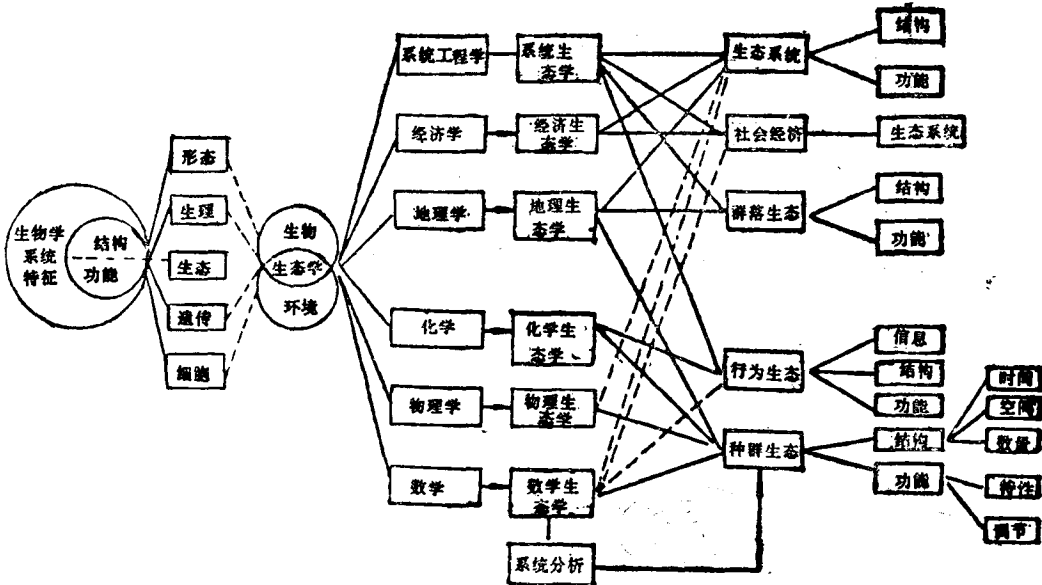 生物学
系统
特征
结构
功能
形态
生理
生态
遗传
细胞
生物
生态学
环境
系统工程学
经济学
地理学
化学
物理学
数学
系统生
态学
经济生
态学
地理生
态学
化学生
态学
物理生
态学
数学生
态学
系统分析
生态系统
社会经济
群落生态
行为生态
种群生态
结构
功能
生态系统
结构
功能
信息
结构
功能
结构
功能
时间
空间
数量
特性
调节